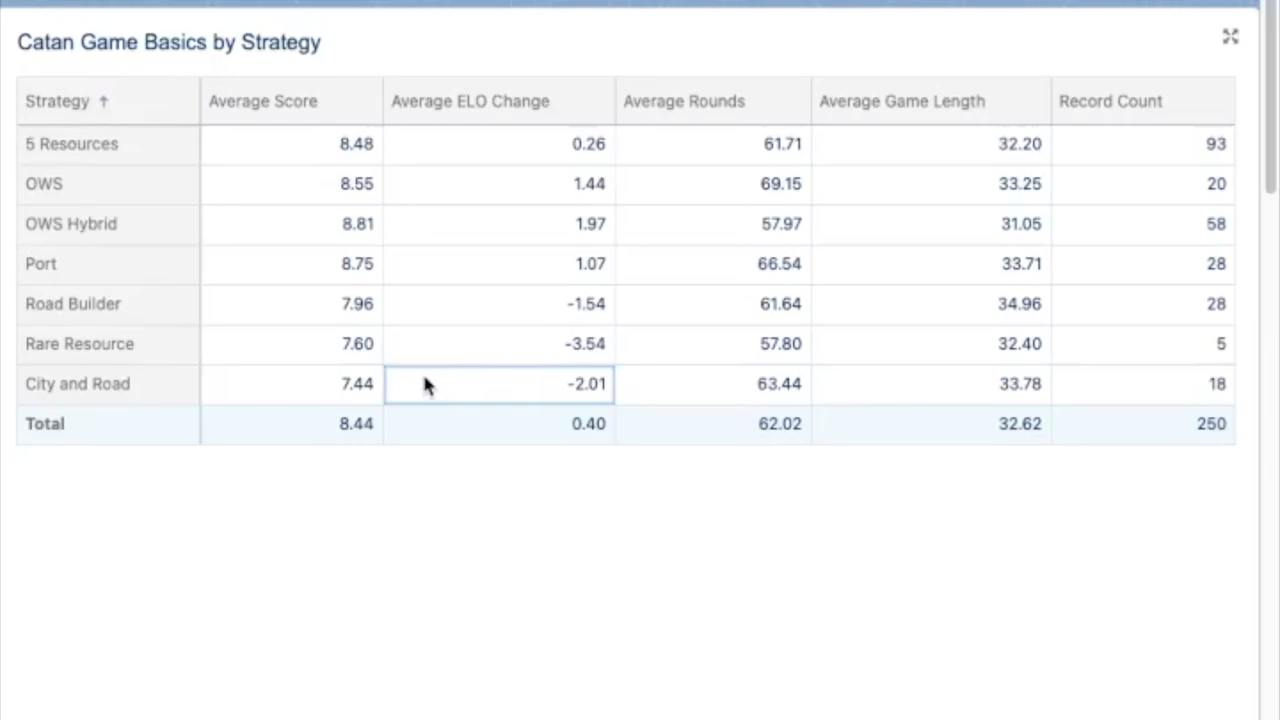 Catan Game Basics by Strategy
Strategy ↑ Average Score Average ELO Change Average Rounds Average Game Length Record Count
5 Resources 8.48 0.26 61.71 32.20 93
OWS 8.55 1.44 69.15 33.25 20
OWS Hybrid 8.81 1.97 57.97 31.05 58
Port 8.75 1.07 66.54 33.71 28
Road Builder 7.96 -1.54 61.64 34.96 28
Rare Resource 7.60 -3.54 57.80 32.40 5
City and Road 7.44 -2.01 63.44 33.78 18
Total 8.44 0.40 62.02 32.62 250